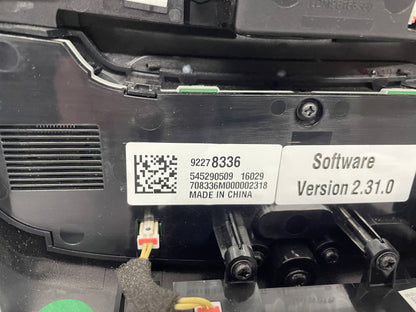 92278336
545290509 16029
708336M000002318
MADE IN CHINA
Software
Version 2.31.0